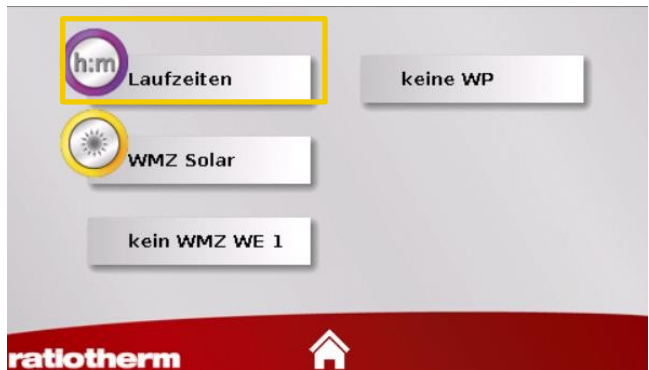 h:m
Laufzeiten
keine WP
WMZ Solar
kein WMZ WE 1
ratiotherm